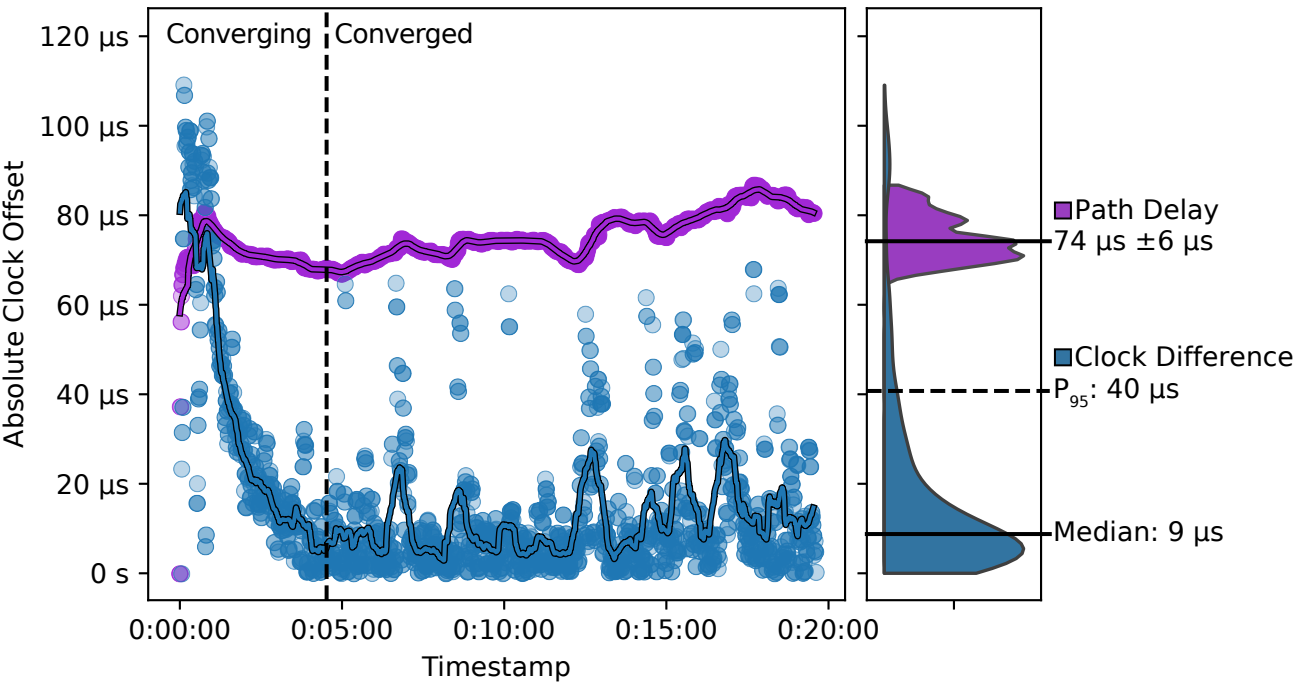 Converging
Converged
120 µs
100 µs
80 µs
60 µs
40 µs
20 µs
0 s
Absolute Clock Offset
0:00:00
0:05:00
0:10:00
0:15:00
0:20:00
Timestamp
Path Delay
74 µs ±6 µs
Clock Difference
P95: 40 µs
Median: 9 µs